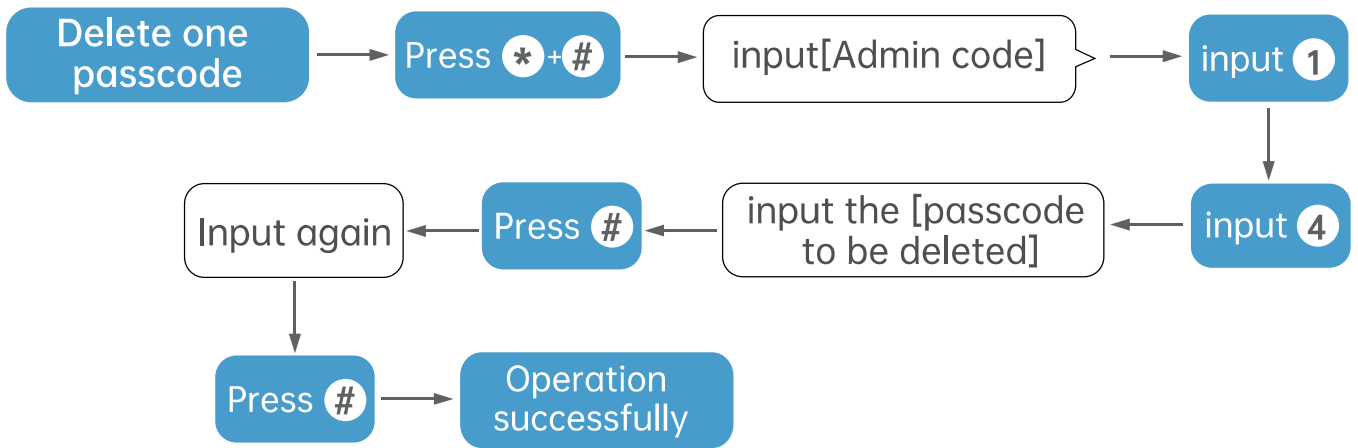 Delete one
passcode
Press * + #
input[Admin code]
input 1
input 4
input the [passcode
to be deleted]
Press #
Input again
Press #
Operation
successfully